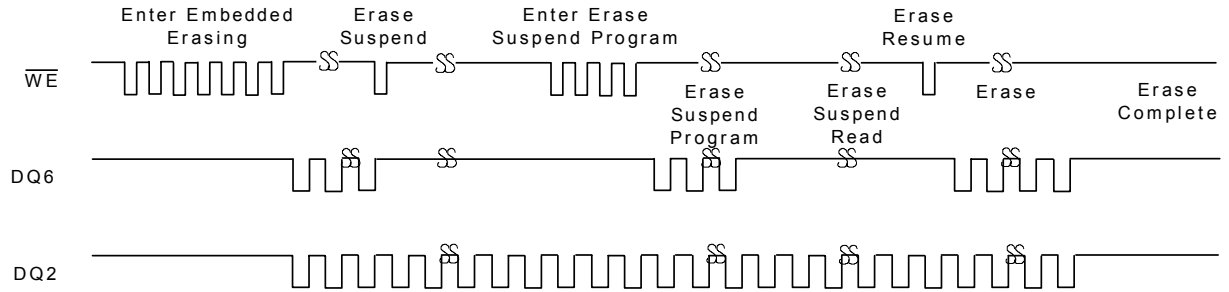 Enter Embedded
Erasing
Erase
Suspend
Enter Erase
Suspend Program
Erase
Resume
WE
Erase
Suspend
Program
Erase
Suspend
Read
Erase
Erase
Complete
DQ6
DQ2